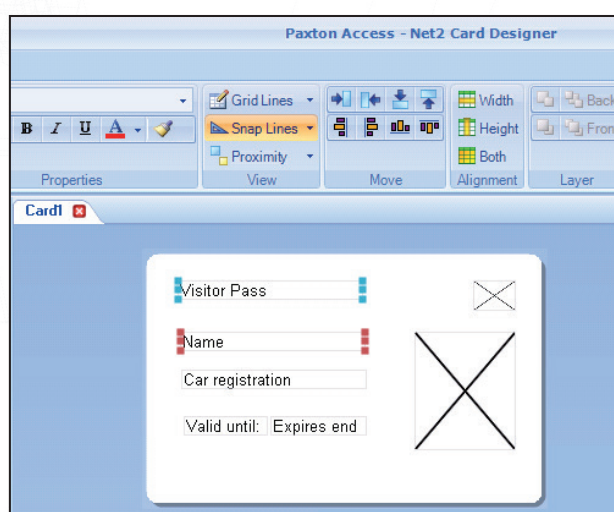 Paxton Access - Net2 Card Designer
Grid Lines
Width
Back
B I U A
Snap Lines
Height
Fron
Proximity
Both
Properties
View
Move
Alignment
Layer
Card1
Visitor Pass
Name
Car registration
Valid until: Expires end